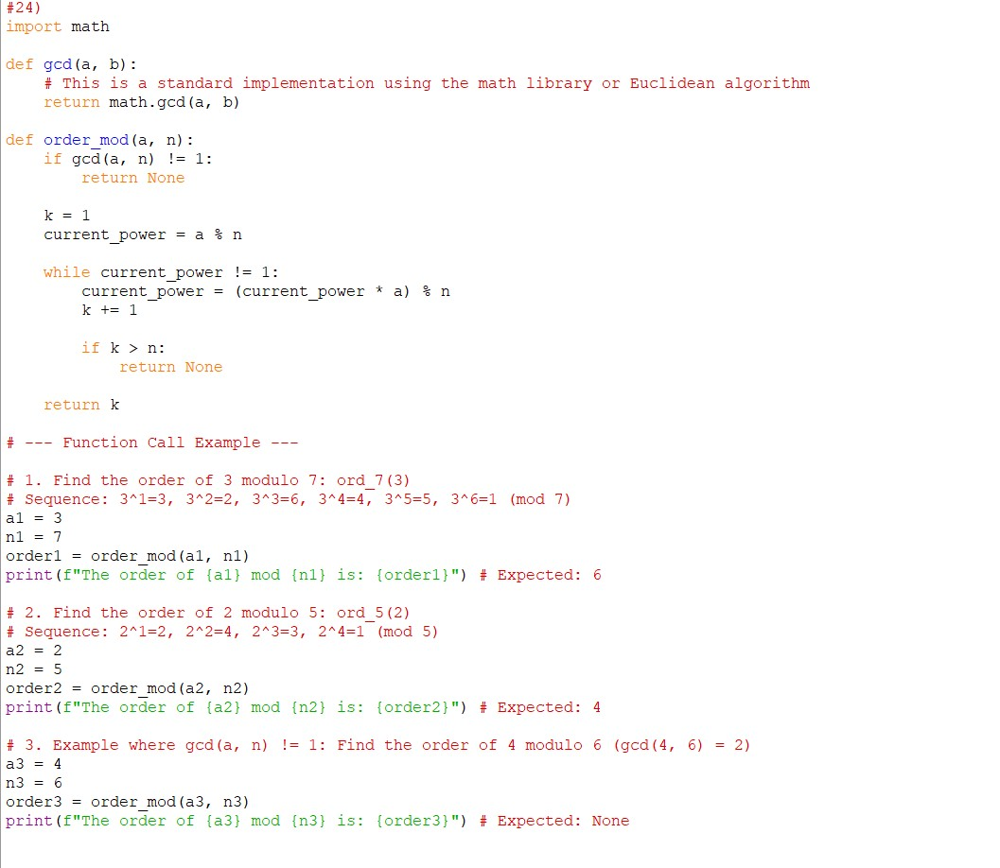 #24)
import math

def gcd(a, b):
    # This is a standard implementation using the math library or Euclidean algorithm
    return math.gcd(a, b)

def order_mod(a, n):
    if gcd(a, n) != 1:
        return None

    k = 1
    current_power = a % n

    while current_power != 1:
        current_power = (current_power * a) % n
        k += 1

        if k > n:
            return None

    return k

# --- Function Call Example ---

# 1. Find the order of 3 modulo 7: ord_7(3)
# Sequence: 3^1=3, 3^2=2, 3^3=6, 3^4=4, 3^5=5, 3^6=1 (mod 7)
a1 = 3
n1 = 7
order1 = order_mod(a1, n1)
print(f"The order of {a1} mod {n1} is: {order1}") # Expected: 6

# 2. Find the order of 2 modulo 5: ord_5(2)
# Sequence: 2^1=2, 2^2=4, 2^3=3, 2^4=1 (mod 5)
a2 = 2
n2 = 5
order2 = order_mod(a2, n2)
print(f"The order of {a2} mod {n2} is: {order2}") # Expected: 4

# 3. Example where gcd(a, n) != 1: Find the order of 4 modulo 6 (gcd(4, 6) = 2)
a3 = 4
n3 = 6
order3 = order_mod(a3, n3)
print(f"The order of {a3} mod {n3} is: {order3}") # Expected: None